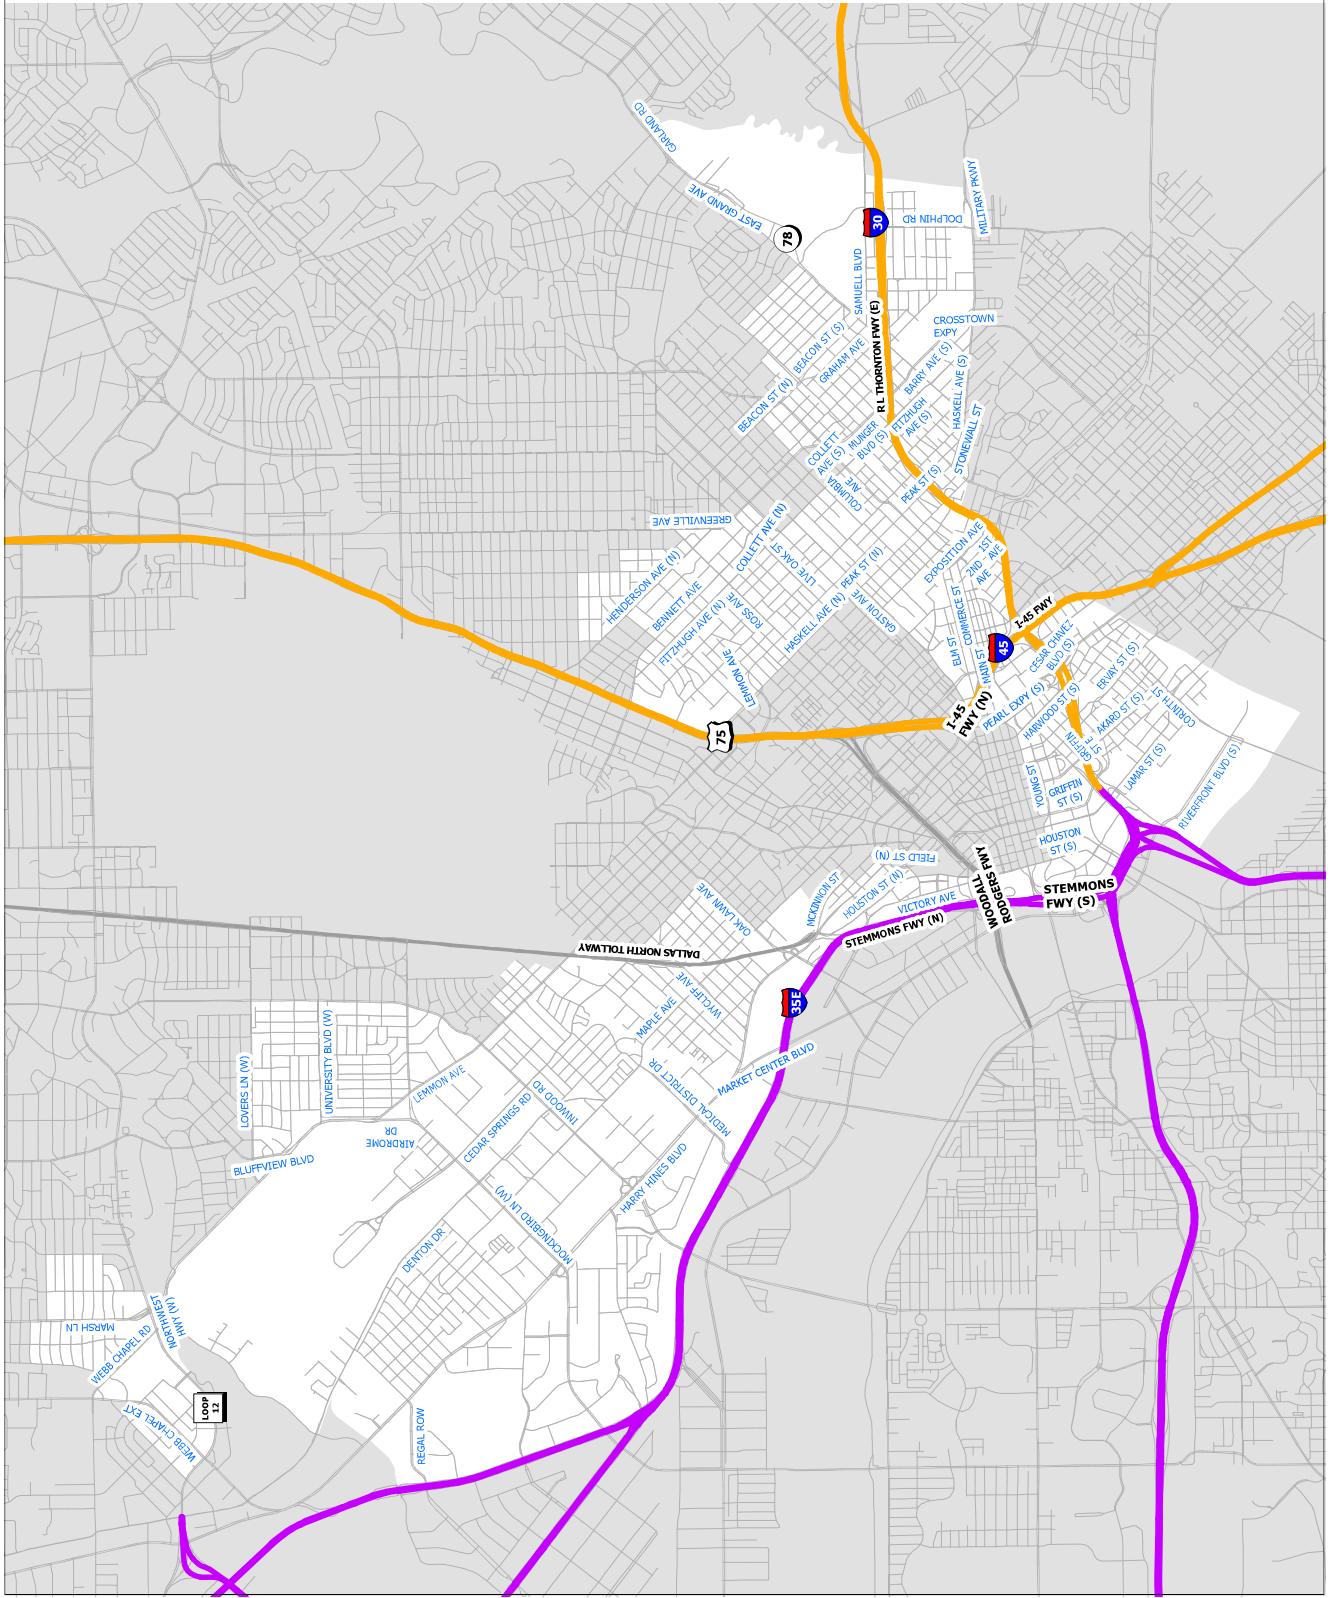 GARLAND RD
EAST GRAND AVE
78
30
DOLPHIN RD
MILITARY PKWY
SAMUELL BLVD
R L THORNTON FWY (E)
CROSSTOWN
EXPY
BEACON ST (S)
GRAHAM AVE
BEACON ST (N)
BARRY AVE (S)
HASKELL AVE (S)
FITZHUGH
AVE (S)
MUNGER
BLVD (S)
COLLETT
AVE (S)
STONEWALL ST
COLUMBIA
AVE
PEAK ST (S)
GREENVILLE AVE
COLLETT AVE (N)
LIVE OAK ST
EXPOSITION AVE
1ST
AVE
2ND
AVE
HENDERSON AVE (N)
BENNETT AVE
PEAK ST (N)
ROSS AVE
FITZHUGH AVE (N)
HASKELL AVE (N)
GASTON AVE
ELM ST
COMMERCE ST
MAIN ST
I-45 FWY
45
CESAR CHAVEZ
BLVD (S)
ERVAY ST (S)
LEMMON AVE
75
I-45
FWY (N)
PEARL EXPY (S)
HARWOOD ST (S)
AKARD ST (S)
CORINTH ST
GRIFFIN
ST E
LAMAR ST (S)
YOUNG ST
GRIFFIN
ST (S)
RIVERFRONT BLVD (S)
HOUSTON
ST (S)
FIELD ST (N)
MCKINNON ST
HOUSTON ST (N)
VICTORY AVE
WOODALL
RODGERS FWY
STEMMONS
FWY (S)
OAK LAWN AVE
STEMMONS FWY (N)
DALLAS NORTH TOLLWAY
WYCLIFF AVE
MAPLE AVE
35E
MARKET CENTER BLVD
MEDICAL DISTRICT DR
UNIVERSITY BLVD (W)
LOVERS LN (W)
LEMMON AVE
INWOOD RD
CEDAR SPRINGS RD
AIRDROME
DR
BLUFFVIEW BLVD
HARRY HINES BLVD
MOCKINGBIRD LN (W)
DENTON DR
NORTHWEST
HWY (W)
MARSH LN
WEBB CHAPEL RD
LOOP
12
WEBB CHAPEL EXT
REGAL ROW